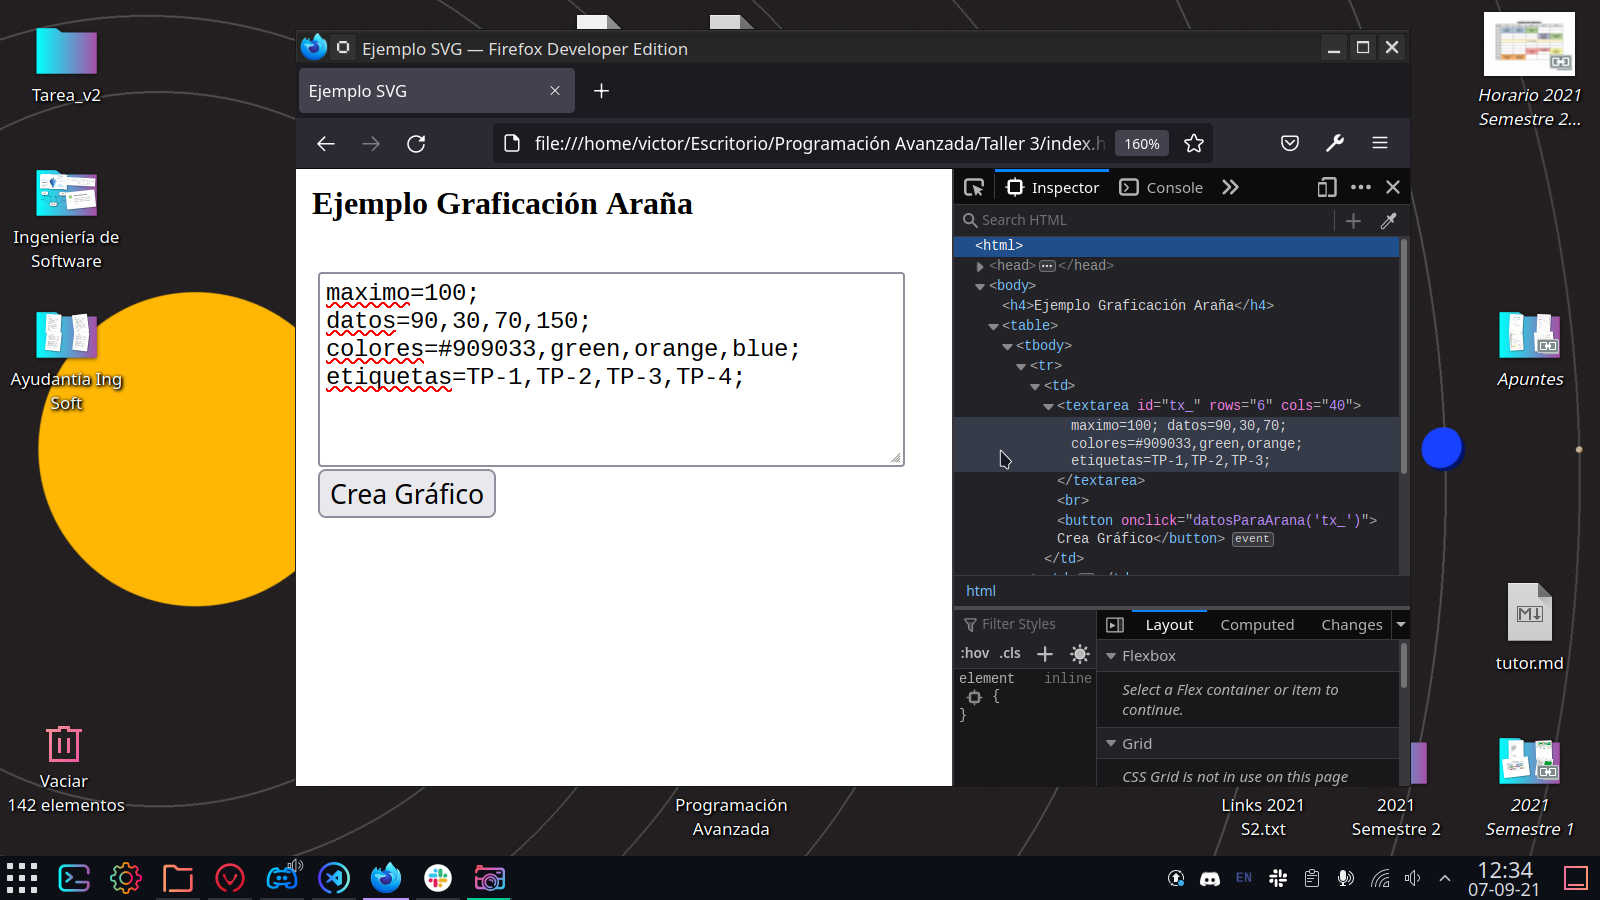 Tarea_v2
Ingeniería de
Software
Ayudantía Ing
Soft
Vaciar
142 elementos
Ejemplo SVG — Firefox Developer Edition
Ejemplo SVG
file:///home/victor/Escritorio/Programación Avanzada/Taller 3/index.h
160%
Ejemplo Graficación Araña
maximo=100;
datos=90,30,70,150;
colores=#909033,green,orange,blue;
etiquetas=TP-1,TP-2,TP-3,TP-4;
Crea Gráfico
Inspector
Console
Search HTML
<html>
<head> ••• </head>
<body>
<h4>Ejemplo Graficación Araña</h4>
<table>
<tbody>
<tr>
<td>
<textarea id="tx_" rows="6" cols="40">
maximo=100; datos=90,30,70;
colores=#909033,green,orange;
etiquetas=TP-1,TP-2,TP-3;
</textarea>
<br>
<button onclick="datosParaArana('tx_')">
Crea Gráfico</button> event
</td>
html
Filter Styles
:hov .cls
element inline
{
}
Layout Computed Changes
Flexbox
Select a Flex container or item to
continue.
Grid
CSS Grid is not in use on this page
Horario 2021
Semestre 2...
Apuntes
tutor.md
Programación
Avanzada
Links 2021
S2.txt
2021
Semestre 2
2021
Semestre 1
EN
12:34
07-09-21